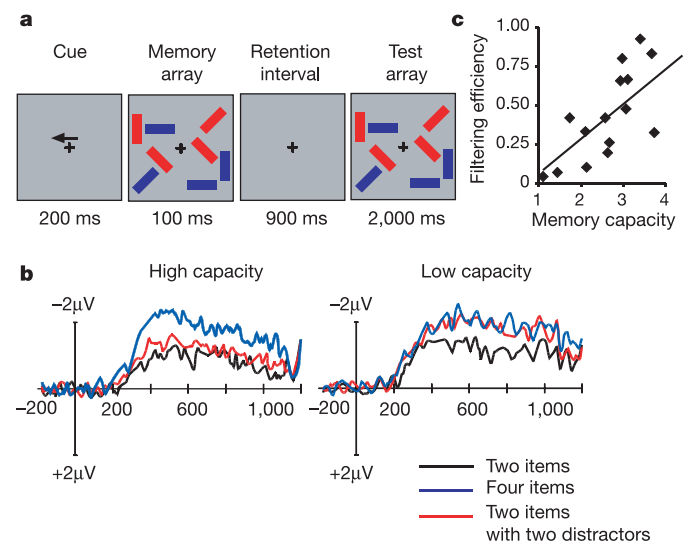 a
Cue
Memory array
Retention interval
Test array
200 ms
100 ms
900 ms
2,000 ms
c
Filtering efficiency
1.00
0.75
0.50
0.25
0
1 2 3 4
Memory capacity
b
High capacity
−2µV
−200 200 600 1,000
+2µV
Low capacity
−2µV
−200 200 600 1,000
+2µV
Two items
Four items
Two items
with two distractors